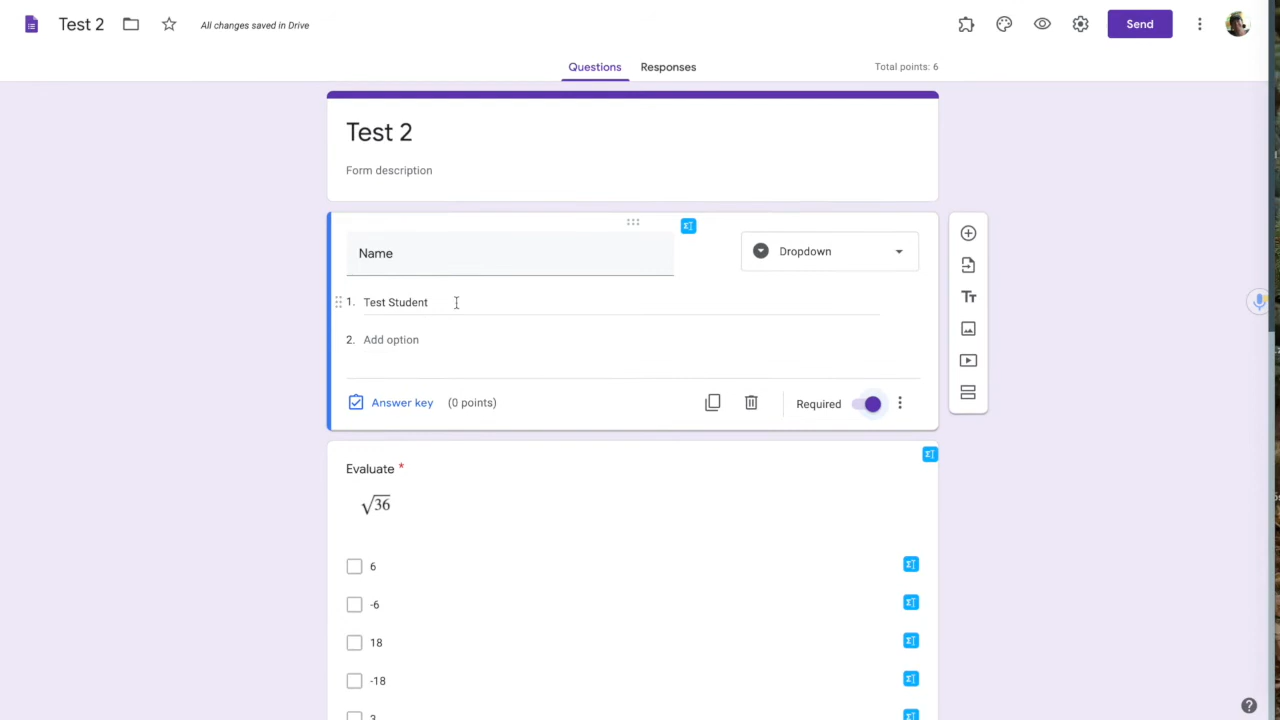 Test 2
All changes saved in Drive
Send
Questions
Responses
Total points: 6
Test 2
Form description
Name
Dropdown
1. Test Student
2. Add option
Answer key (0 points)
Required
Evaluate *
√36
6
-6
18
-18
3